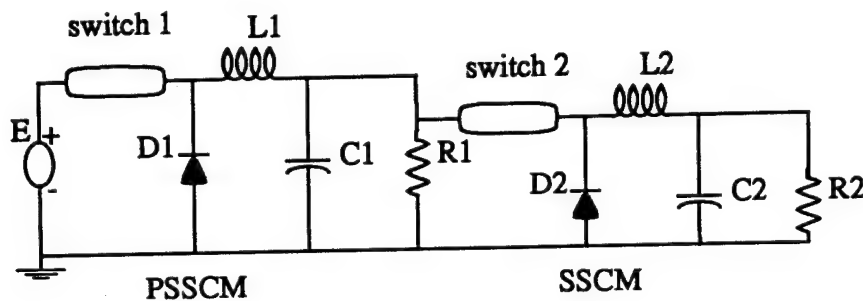 switch 1
L1
switch 2
L2
E
+
-
D1
C1
R1
D2
C2
R2
PSSCM
SSCM